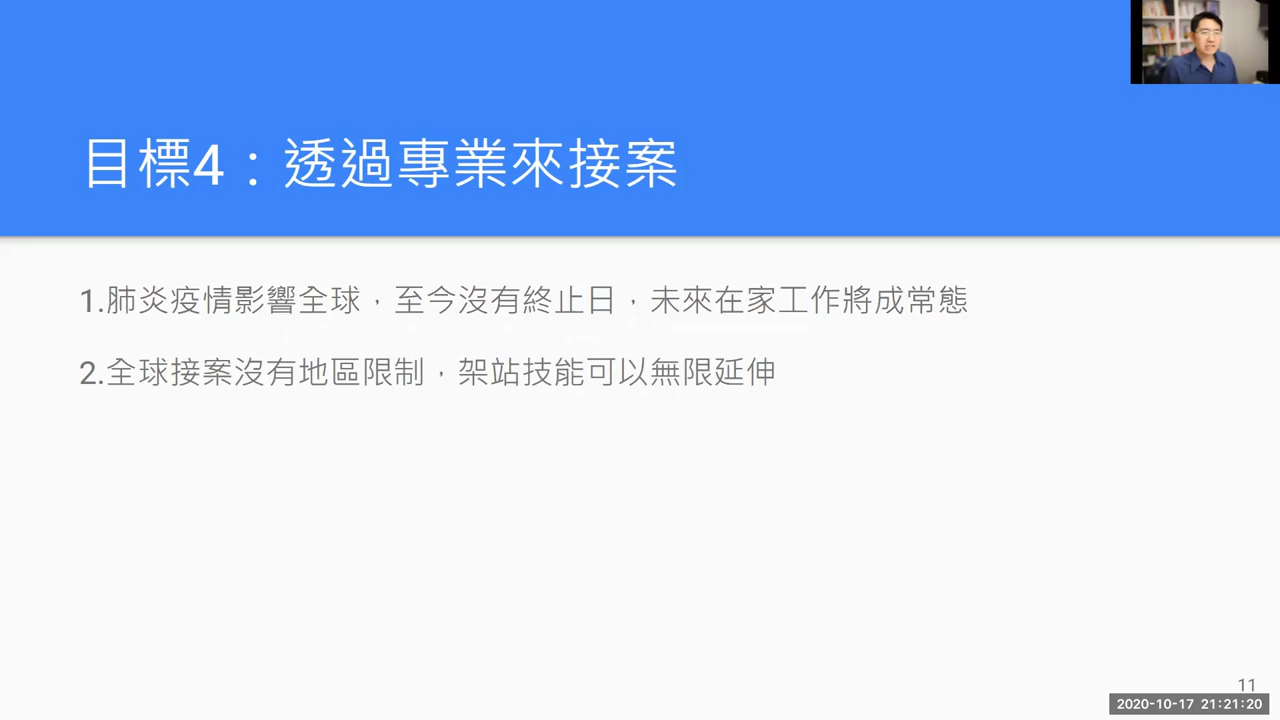 目標4：透過專業來接案
1.肺炎疫情影響全球，至今沒有終止日，未來在家工作將成常態
2.全球接案沒有地區限制，架站技能可以無限延伸
11
2020-10-17 21:21:20